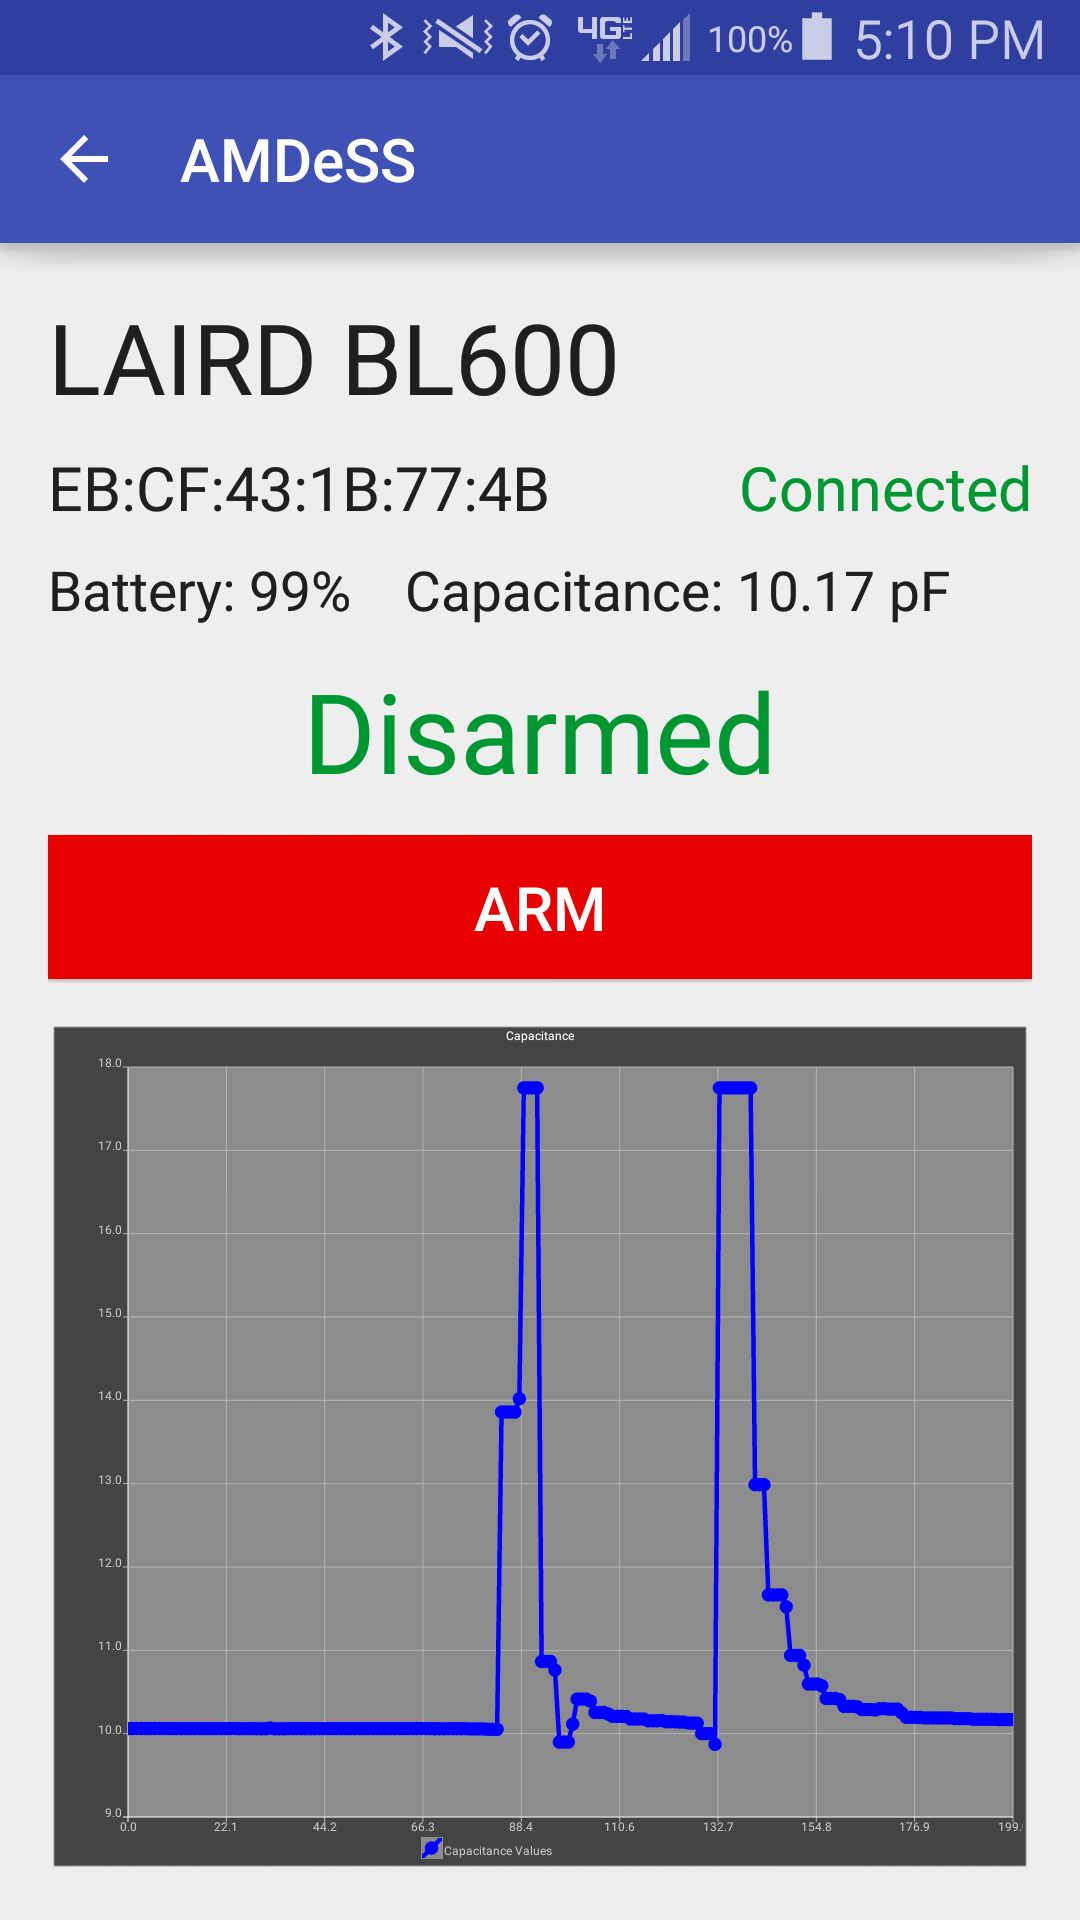 4G LTE 100% 5:10 PM
AMDeSS
LAIRD BL600
EB:CF:43:1B:77:4B Connected
Battery: 99% Capacitance: 10.17 pF
Disarmed
ARM
Capacitance
18.0
17.0
16.0
15.0
14.0
13.0
12.0
11.0
10.0
9.0
0.0 22.1 44.2 66.3 88.4 110.6 132.7 154.8 176.9 199.
Capacitance Values